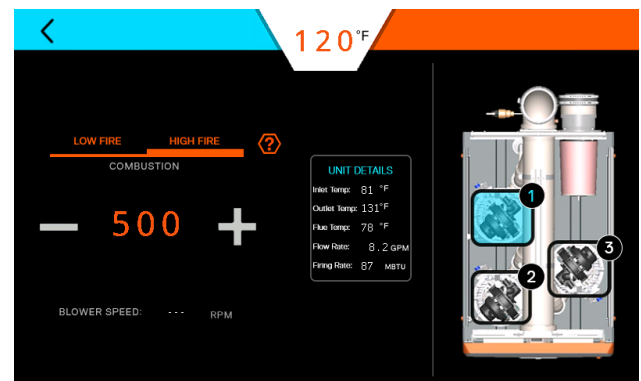 120°F
LOW FIRE HIGH FIRE ?
COMBUSTION
500
BLOWER SPEED: --- RPM
UNIT DETAILS
Inlet Temp: 81 °F
Outlet Temp: 131°F
Flue Temp: 78 °F
Flow Rate: 8.2 GPM
Firing Rate: 87 MBTU
1
2
3